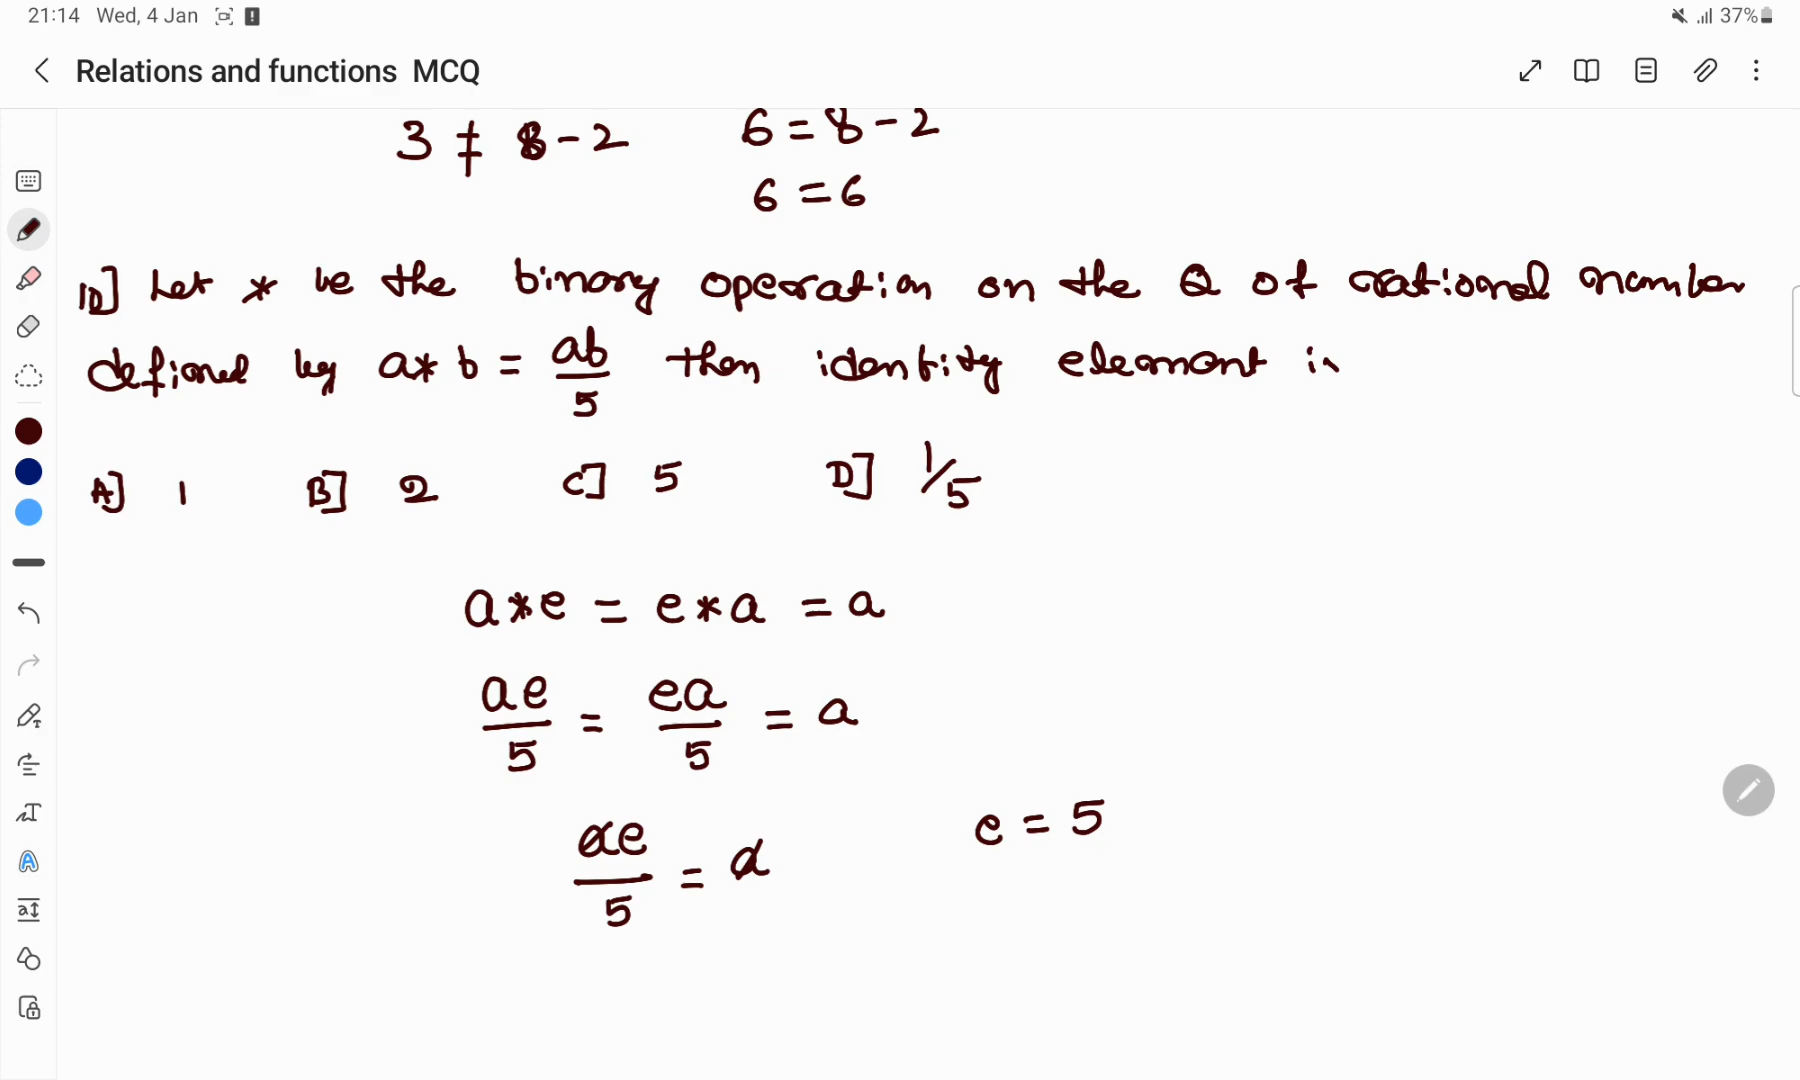 21:14 Wed, 4 Jan 37%
Relations and functions MCQ
3 ≠ 8-2 6 = 8-2
6 = 6
10] Let * be the binary operation on the Q of rational number
defined by a*b = ab/5 then identity element is
A] 1 B] 2 C] 5 D] 1/5
a*e = e*a = a
ae/5 = ea/5 = a
ae/5 = a e = 5